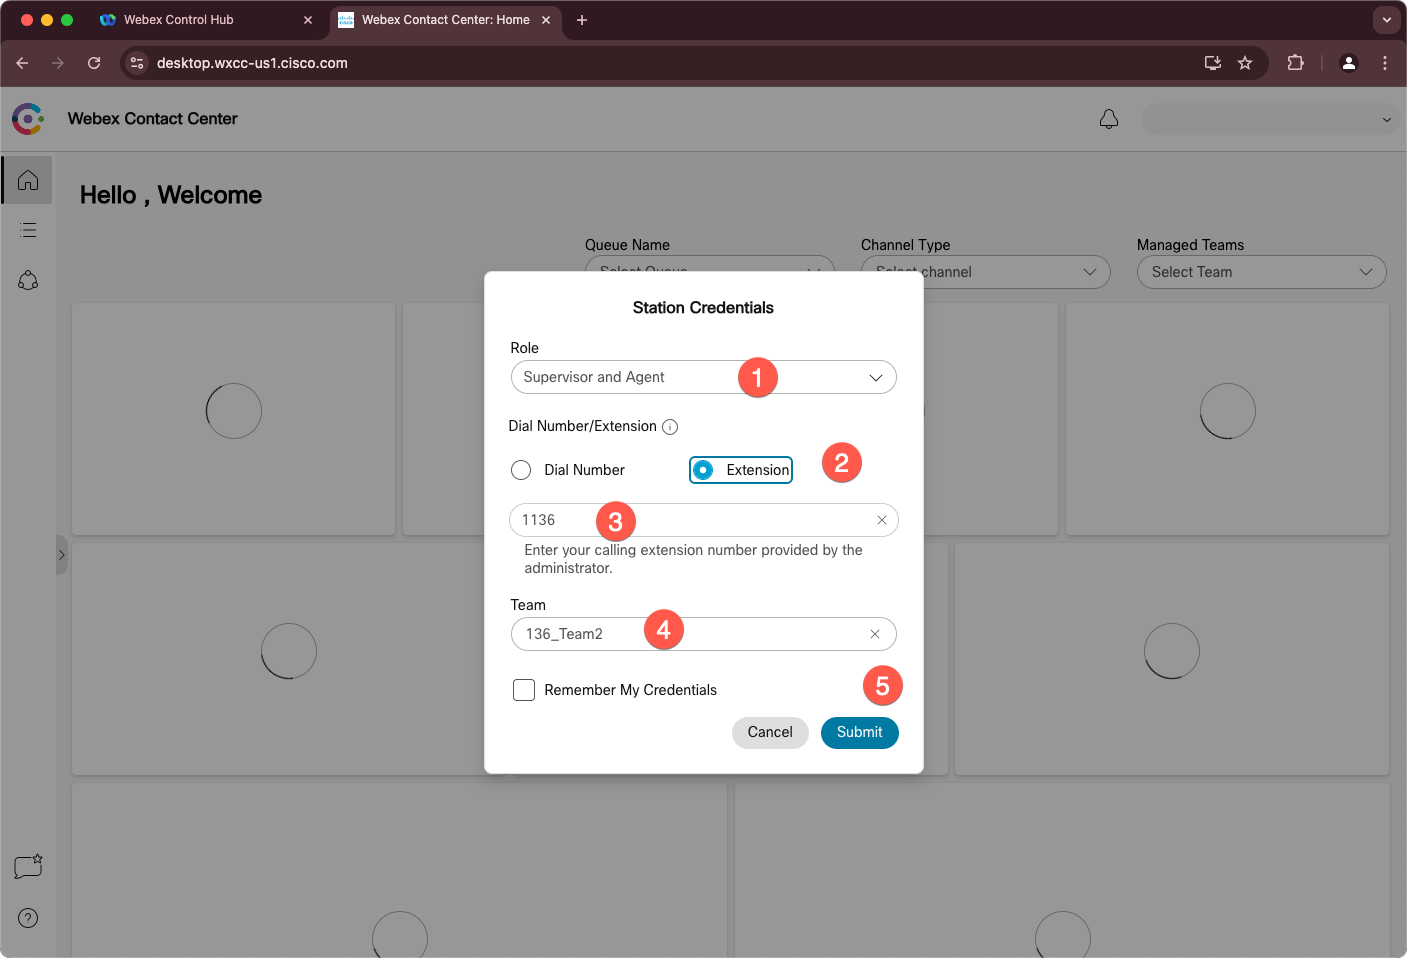 Webex Control Hub
Webex Contact Center: Home
desktop.wxcc-us1.cisco.com
Webex Contact Center
Hello , Welcome
Queue Name
Channel Type
Managed Teams
Select Queue
Select channel
Select Team
Station Credentials
Role
Supervisor and Agent
1
Dial Number/Extension
Dial Number
Extension
2
1136
3
Enter your calling extension number provided by the
administrator.
Team
136_Team2
4
Remember My Credentials
5
Cancel
Submit